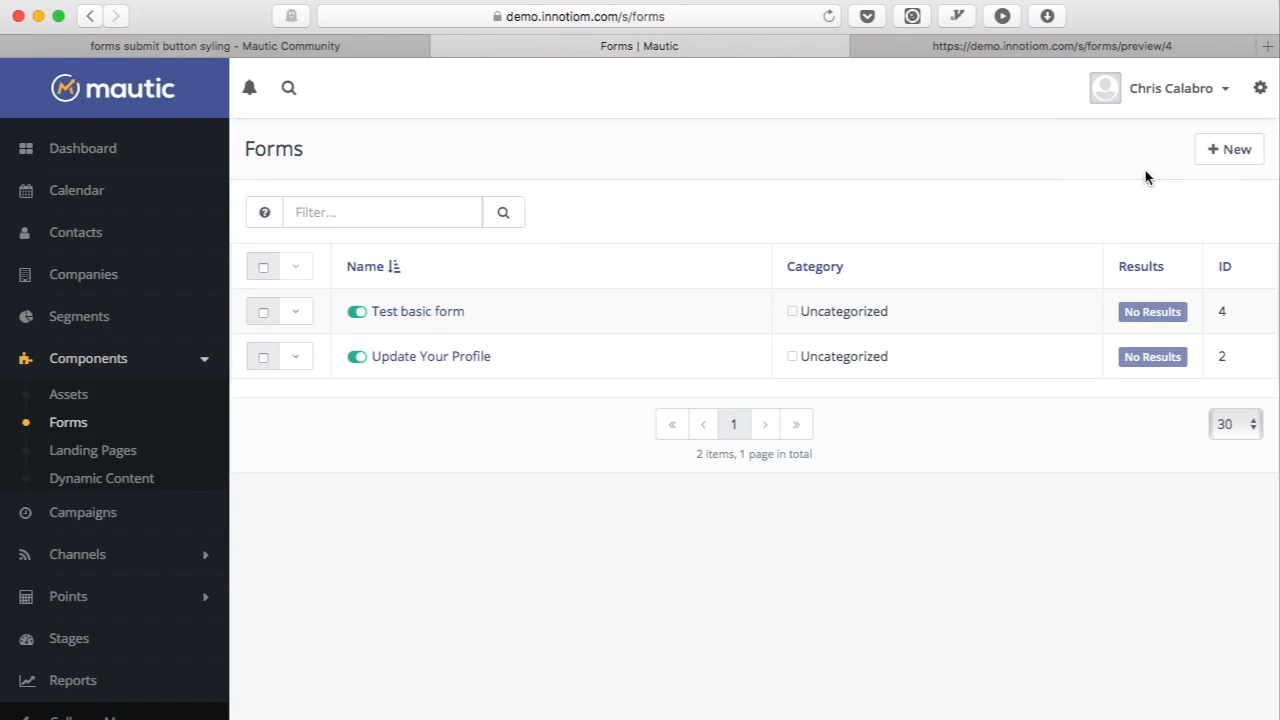 demo.innotiom.com/s/forms
forms submit button syling - Mautic Community
Forms | Mautic
https://demo.innotiom.com/s/forms/preview/4
mautic
Chris Calabro
Dashboard
Calendar
Contacts
Companies
Segments
Components
Assets
Forms
Landing Pages
Dynamic Content
Campaigns
Channels
Points
Stages
Reports
Forms
+ New
Filter...
Name Category Results ID
Test basic form Uncategorized No Results 4
Update Your Profile Uncategorized No Results 2
« ‹ 1 › »
30
2 items, 1 page in total